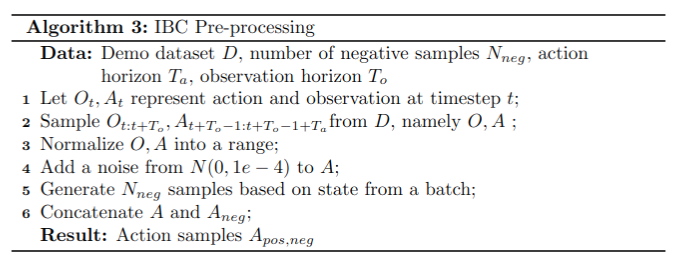 Algorithm 3: IBC Pre-processing
Data: Demo dataset D, number of negative samples N_{neg}, action
horizon T_a, observation horizon T_o
1 Let O_t, A_t represent action and observation at timestep t;
2 Sample O_{t:t+T_o}, A_{t+T_o−1:t+T_o−1+T_a} from D, namely O, A ;
3 Normalize O, A into a range;
4 Add a noise from N(0, 1e − 4) to A;
5 Generate N_{neg} samples based on state from a batch;
6 Concatenate A and A_{neg};
Result: Action samples A_{pos,neg}